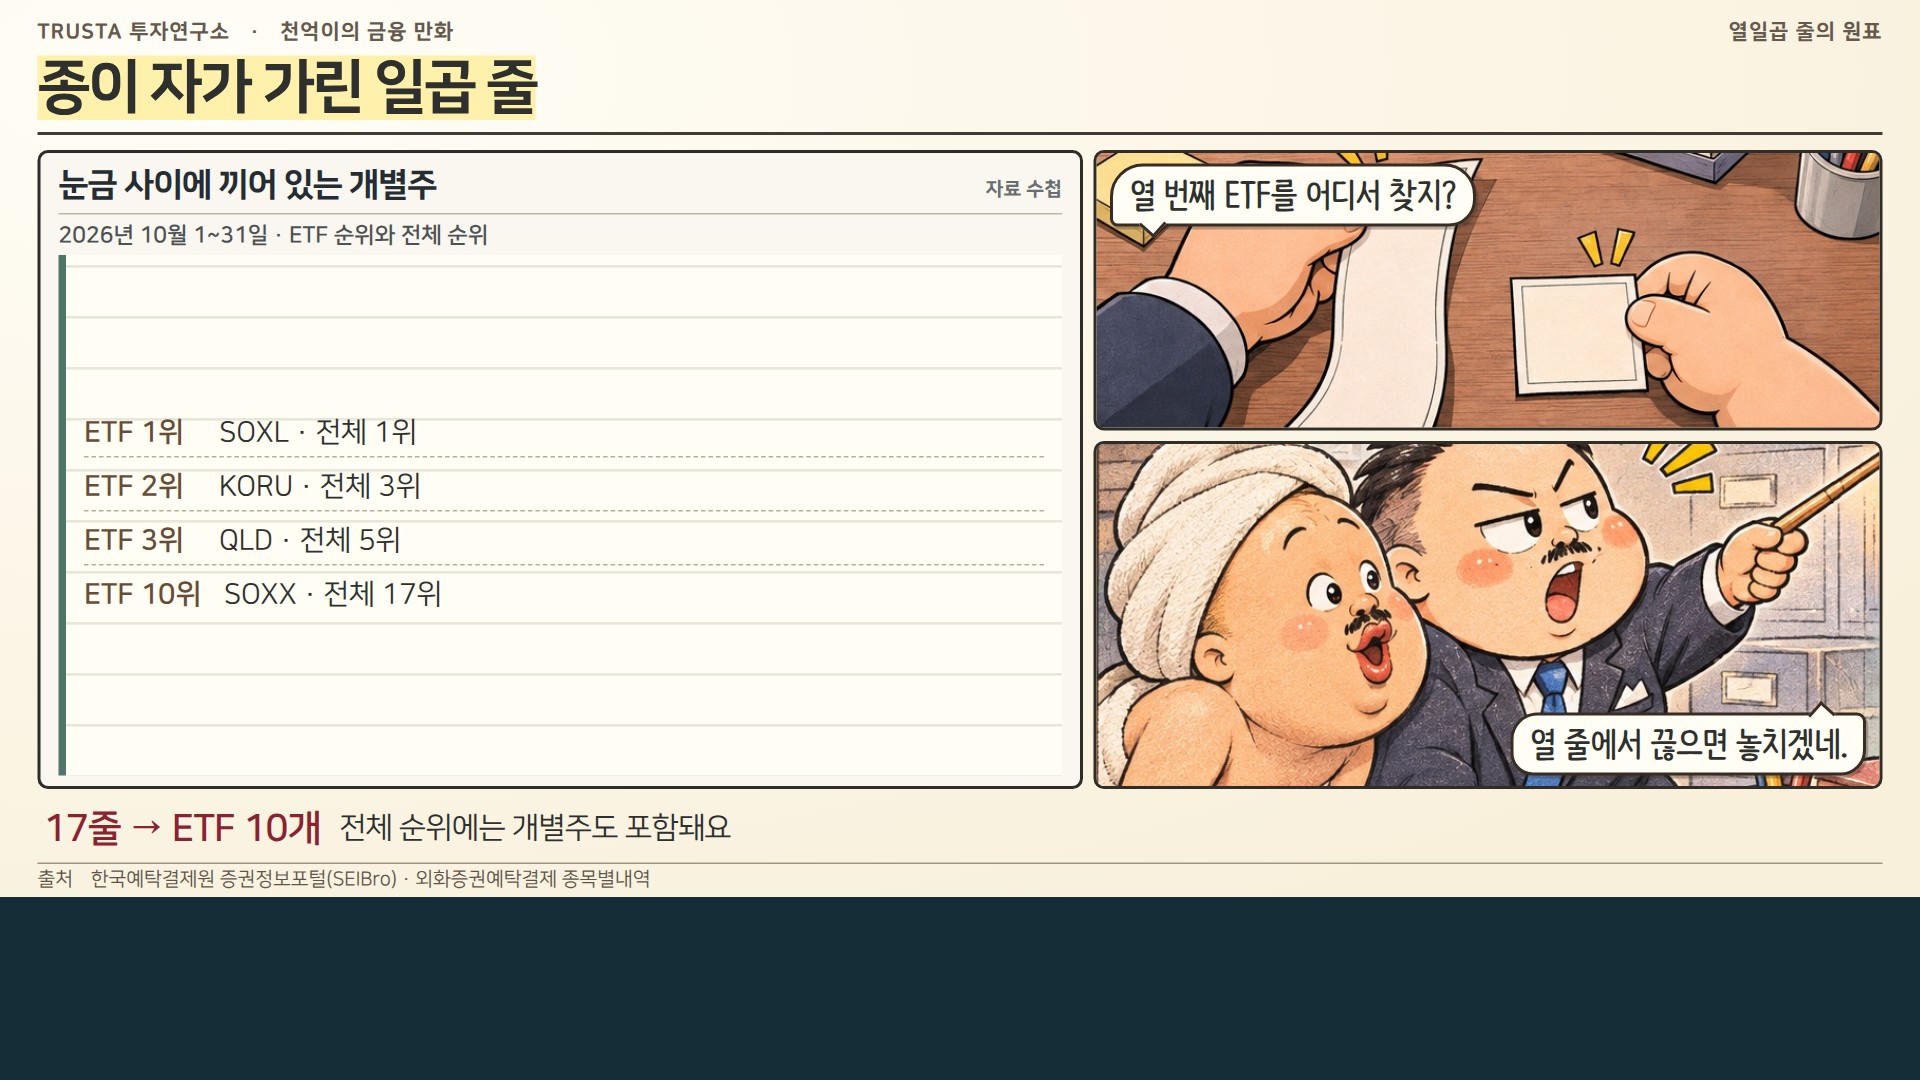 TRUSTA 투자연구소 · 천억이의 금융 만화
열일곱 줄의 원표
종이 자가 가린 일곱 줄
눈금 사이에 끼어 있는 개별주
자료 수첩
2026년 10월 1~31일 · ETF 순위와 전체 순위
ETF 1위 SOXL · 전체 1위
ETF 2위 KORU · 전체 3위
ETF 3위 QLD · 전체 5위
ETF 10위 SOXX · 전체 17위
열 번째 ETF를 어디서 찾지?
열 줄에서 끊으면 놓치겠네.
17줄 → ETF 10개 전체 순위에는 개별주도 포함돼요
출처 한국예탁결제원 증권정보포털(SEIBro) · 외화증권예탁결제 종목별내역